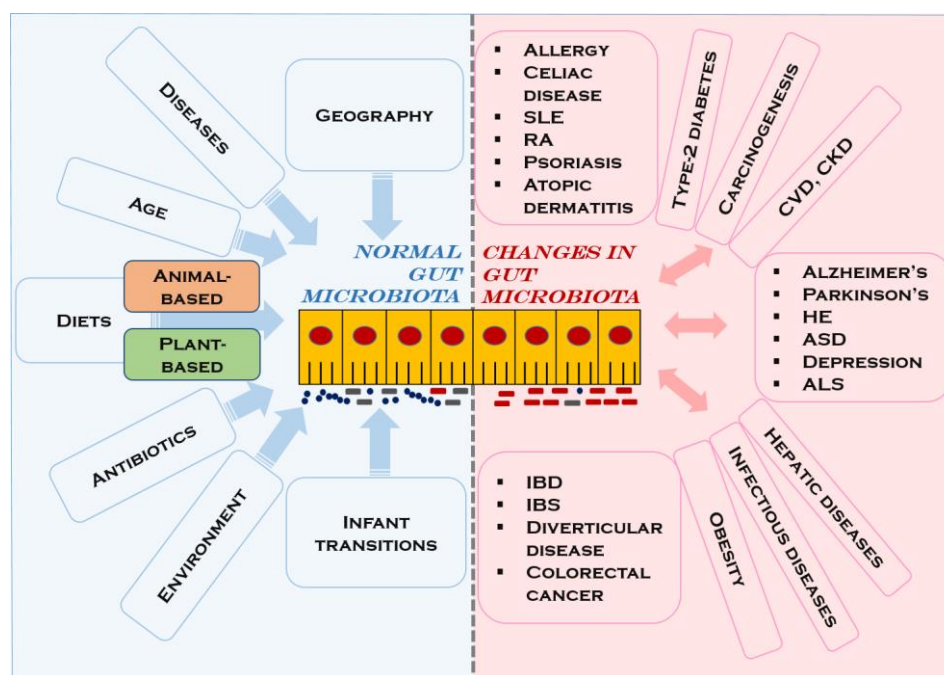 Diseases
Geography
Age
Animal-
based
Diets
Plant-
based
Antibiotics
Environment
Infant
transitions
Normal
gut
microbiota
Changes in
gut
microbiota
▪ Allergy
▪ Celiac
disease
▪ SLE
▪ RA
▪ Psoriasis
▪ Atopic
dermatitis
Type-2 diabetes
Carcinogenesis
CVD, CKD
▪ Alzheimer's
▪ Parkinson's
▪ HE
▪ ASD
▪ Depression
▪ ALS
▪ IBD
▪ IBS
▪ Diverticular
disease
▪ Colorectal
cancer
Obesity
Infectious diseases
Hepatic diseases